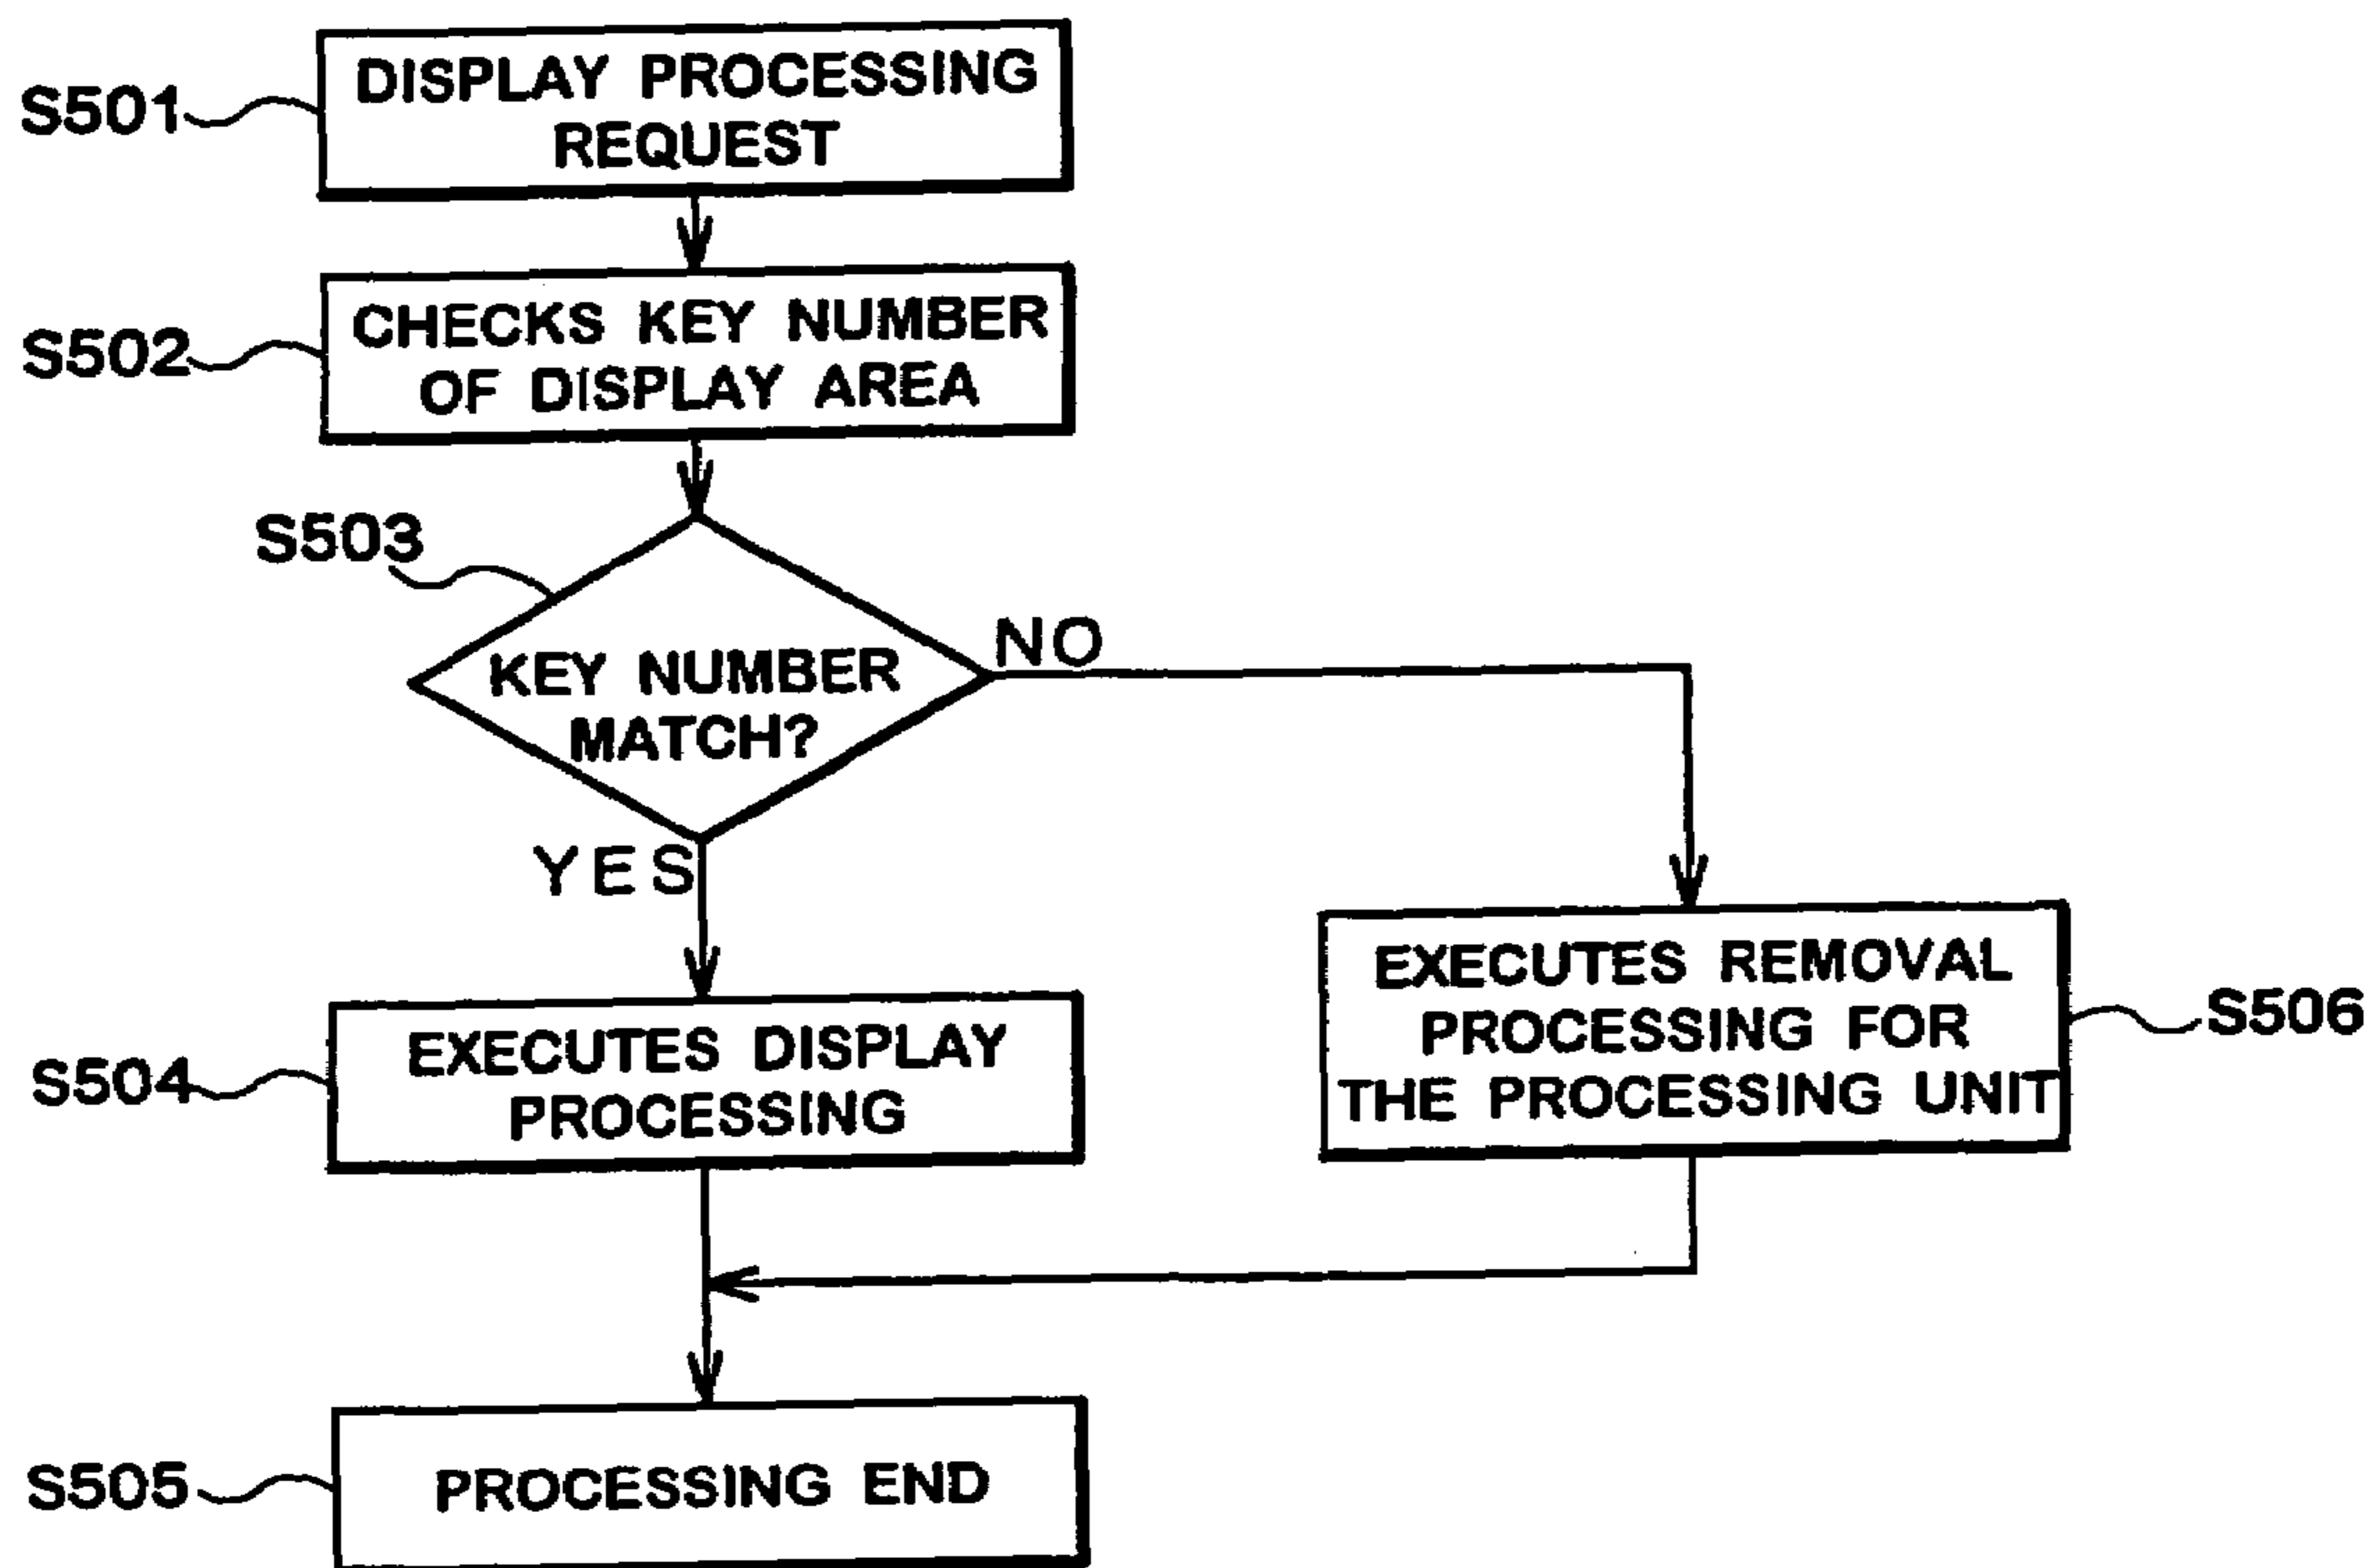 S501
DISPLAY PROCESSING
REQUEST
S502
CHECKS KEY NUMBER
OF DISPLAY AREA
S503
KEY NUMBER
MATCH?
NO
YES
S504
EXECUTES DISPLAY
PROCESSING
EXECUTES REMOVAL
PROCESSING FOR
THE PROCESSING UNIT
S506
S505
PROCESSING END